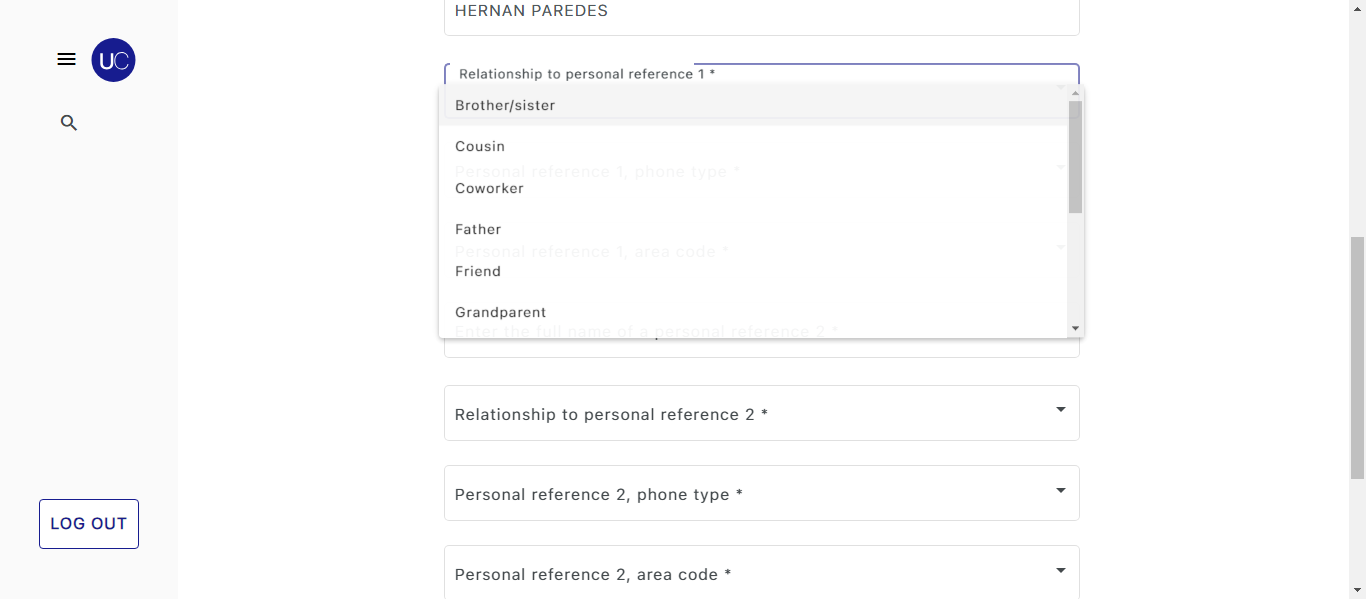 HERNAN PAREDES
UC
Relationship to personal reference 1 *
Brother/sister
Cousin
Personal reference 1, phone type *
Coworker
Father
Personal reference 1, area code *
Friend
Grandparent
Enter the full name of a personal reference 2 *
Relationship to personal reference 2 *
Personal reference 2, phone type *
LOG OUT
Personal reference 2, area code *